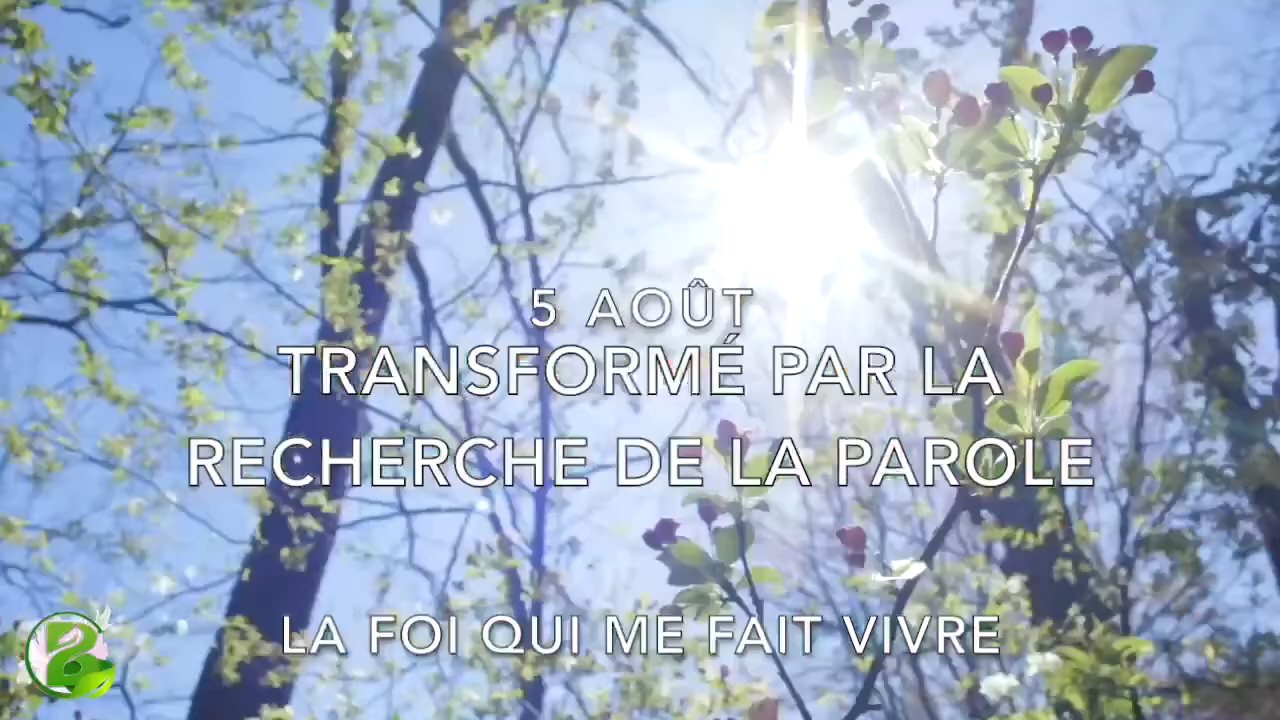 5 AOÛT
TRANSFORMÉ PAR LA
RECHERCHE DE LA PAROLE
LA FOI QUI ME FAIT VIVRE
B